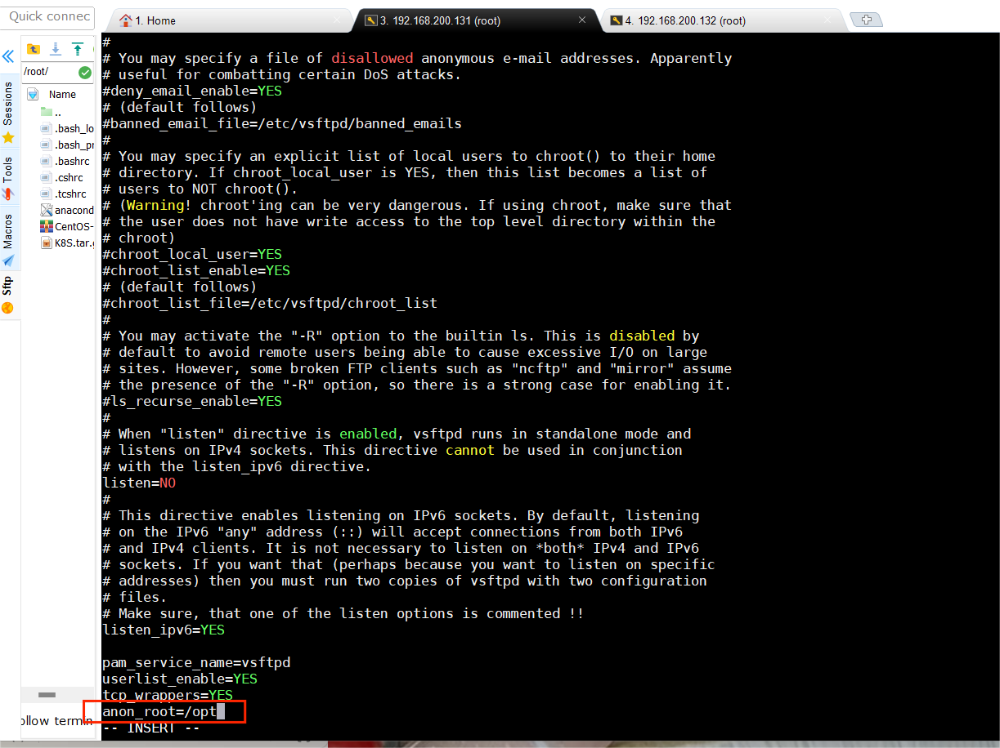 Quick connec
1. Home
3. 192.168.200.131 (root)
4. 192.168.200.132 (root)
/root/
Name
..
.bash_lo
.bash_pr
.bashrc
.cshrc
.tcshrc
anacond
CentOS-
K8S.tar.g
Sessions
Tools
Macros
Sftp
ollow termin
#
# You may specify a file of disallowed anonymous e-mail addresses. Apparently
# useful for combatting certain DoS attacks.
#deny_email_enable=YES
# (default follows)
#banned_email_file=/etc/vsftpd/banned_emails
#
# You may specify an explicit list of local users to chroot() to their home
# directory. If chroot_local_user is YES, then this list becomes a list of
# users to NOT chroot().
# (Warning! chroot'ing can be very dangerous. If using chroot, make sure that
# the user does not have write access to the top level directory within the
# chroot)
#chroot_local_user=YES
#chroot_list_enable=YES
# (default follows)
#chroot_list_file=/etc/vsftpd/chroot_list
#
# You may activate the "-R" option to the builtin ls. This is disabled by
# default to avoid remote users being able to cause excessive I/O on large
# sites. However, some broken FTP clients such as "ncftp" and "mirror" assume
# the presence of the "-R" option, so there is a strong case for enabling it.
#ls_recurse_enable=YES
#
# When "listen" directive is enabled, vsftpd runs in standalone mode and
# listens on IPv4 sockets. This directive cannot be used in conjunction
# with the listen_ipv6 directive.
listen=NO
#
# This directive enables listening on IPv6 sockets. By default, listening
# on the IPv6 "any" address (::) will accept connections from both IPv6
# and IPv4 clients. It is not necessary to listen on *both* IPv4 and IPv6
# sockets. If you want that (perhaps because you want to listen on specific
# addresses) then you must run two copies of vsftpd with two configuration
# files.
# Make sure, that one of the listen options is commented !!
listen_ipv6=YES
pam_service_name=vsftpd
userlist_enable=YES
tcp_wrappers=YES
anon_root=/opt
-- INSERT --